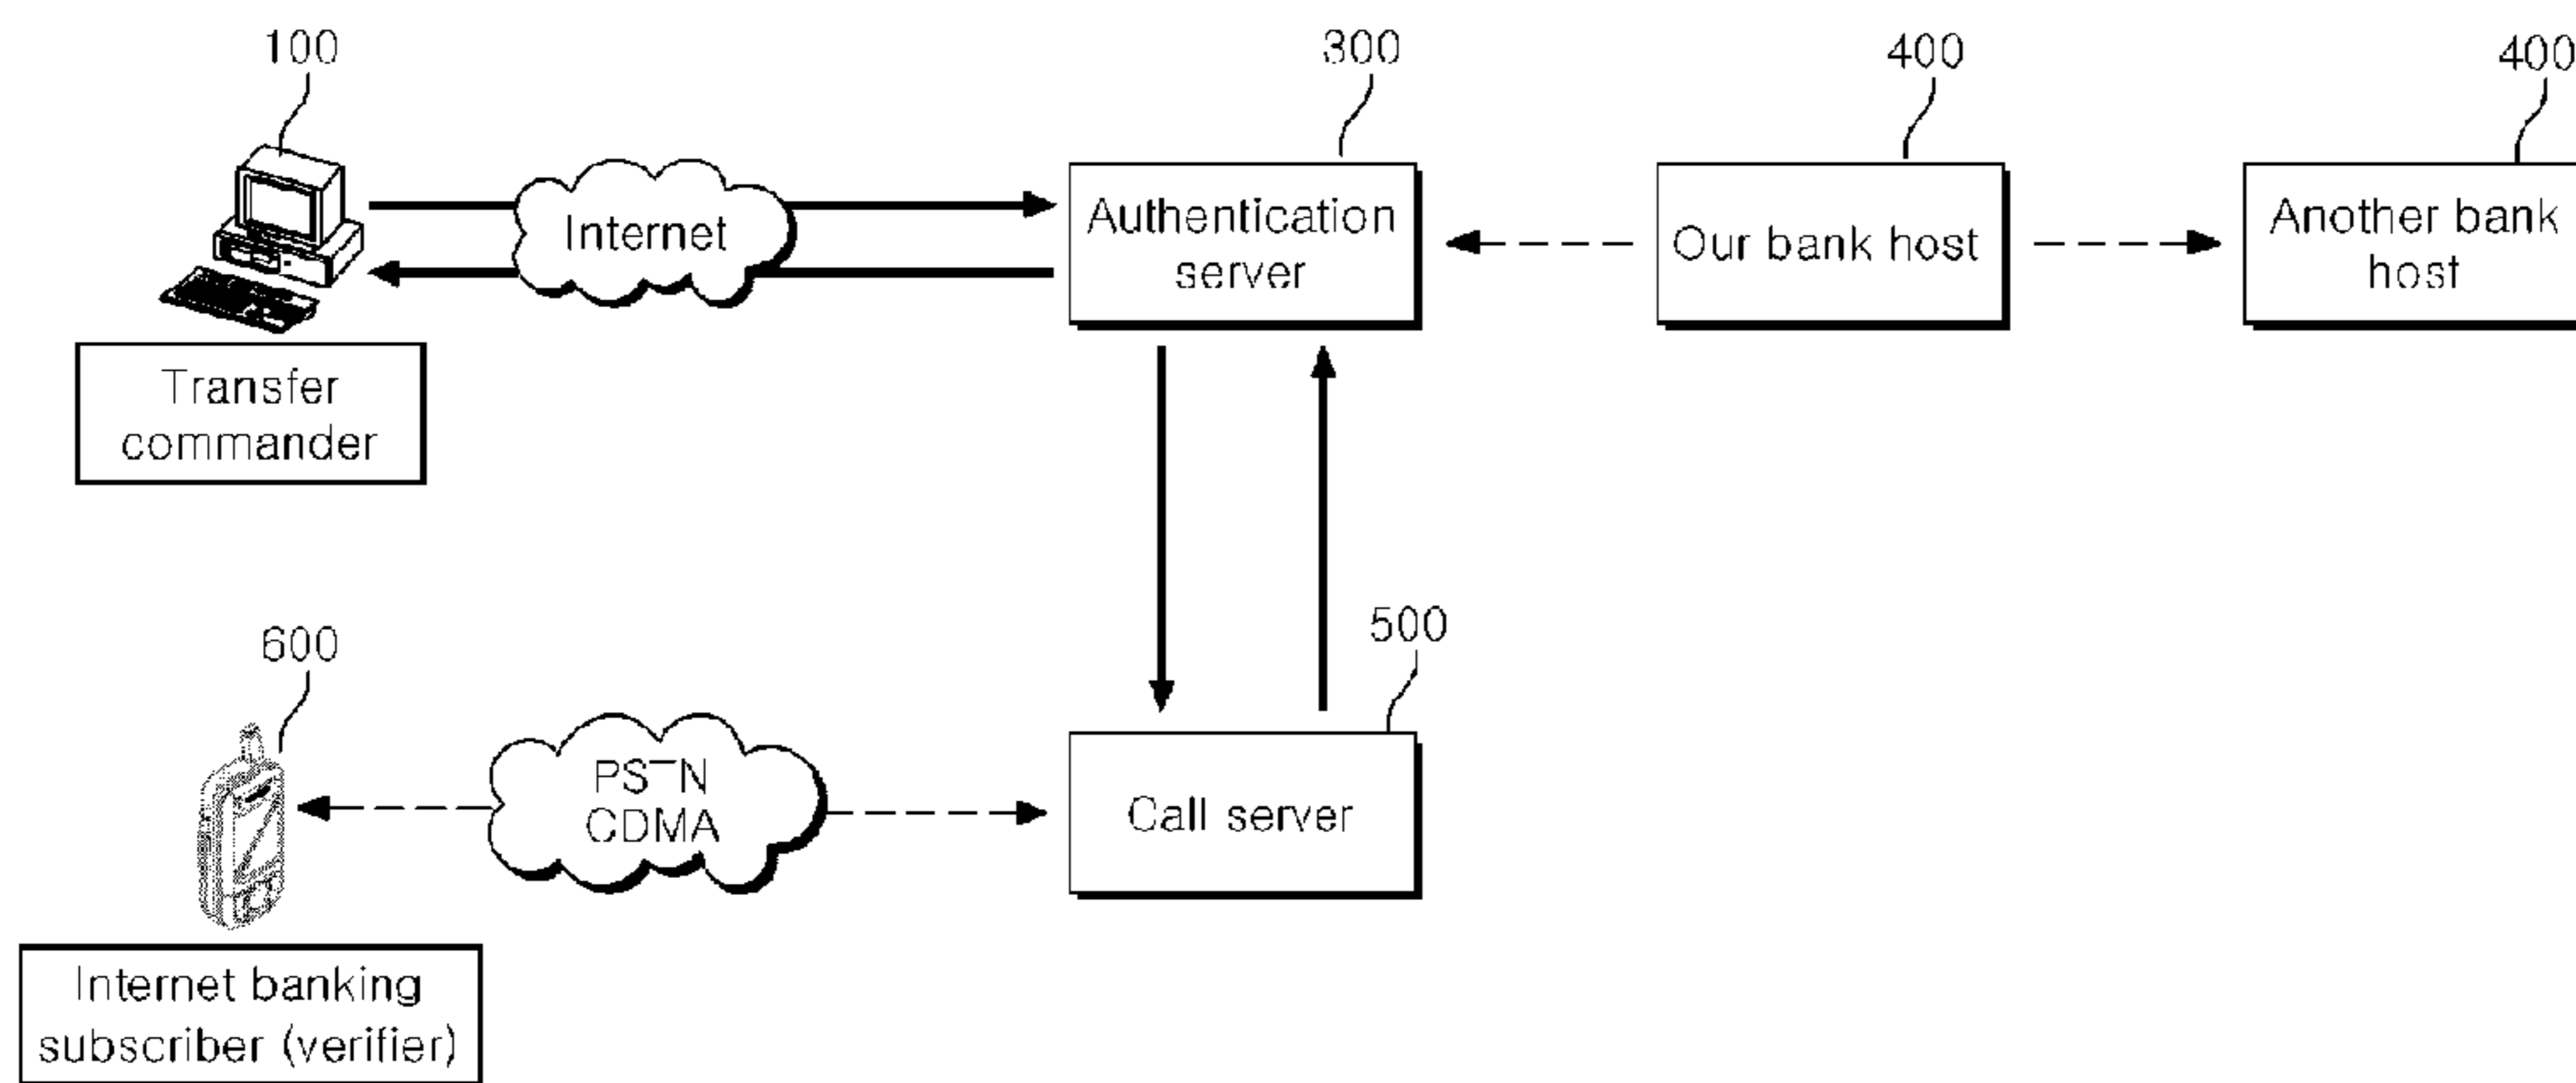 100
300
400
400
Internet
Authentication
server
Our bank host
Another bank
host
Transfer
commander
600
500
PSTN
CDMA
Call server
Internet banking
subscriber (verifier)